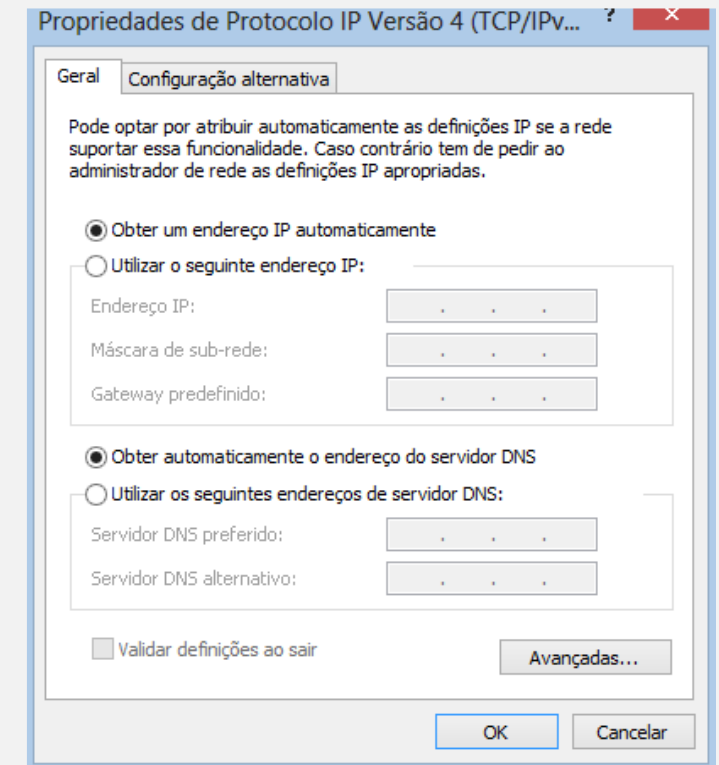 Propriedades de Protocolo IP Versão 4 (TCP/IPv... ?
Geral
Configuração alternativa
Pode optar por atribuir automaticamente as definições IP se a rede
suportar essa funcionalidade. Caso contrário tem de pedir ao
administrador de rede as definições IP apropriadas.
Obter um endereço IP automaticamente
Utilizar o seguinte endereço IP:
Endereço IP:
Máscara de sub-rede:
Gateway predefinido:
Obter automaticamente o endereço do servidor DNS
Utilizar os seguintes endereços de servidor DNS:
Servidor DNS preferido:
Servidor DNS alternativo:
Validar definições ao sair
Avançadas...
OK
Cancelar